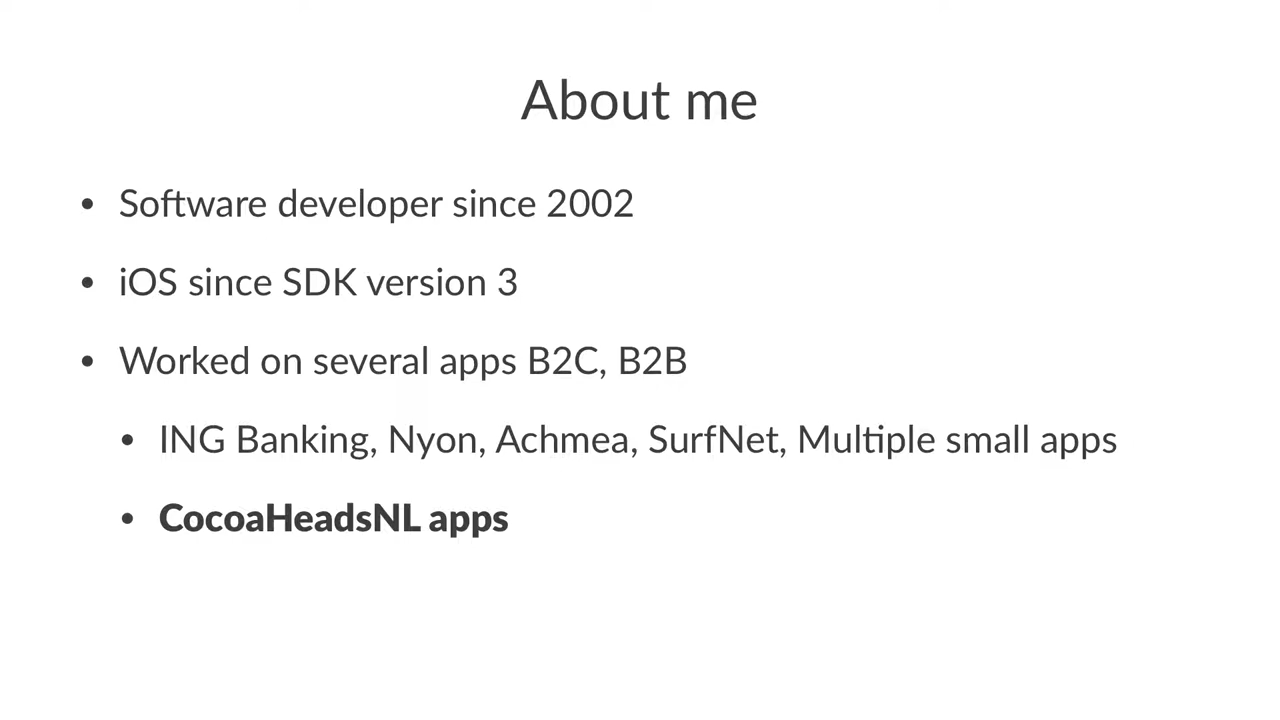 About me
• Software developer since 2002
• iOS since SDK version 3
• Worked on several apps B2C, B2B
• ING Banking, Nyon, Achmea, SurfNet, Multiple small apps
• CocoaHeadsNL apps